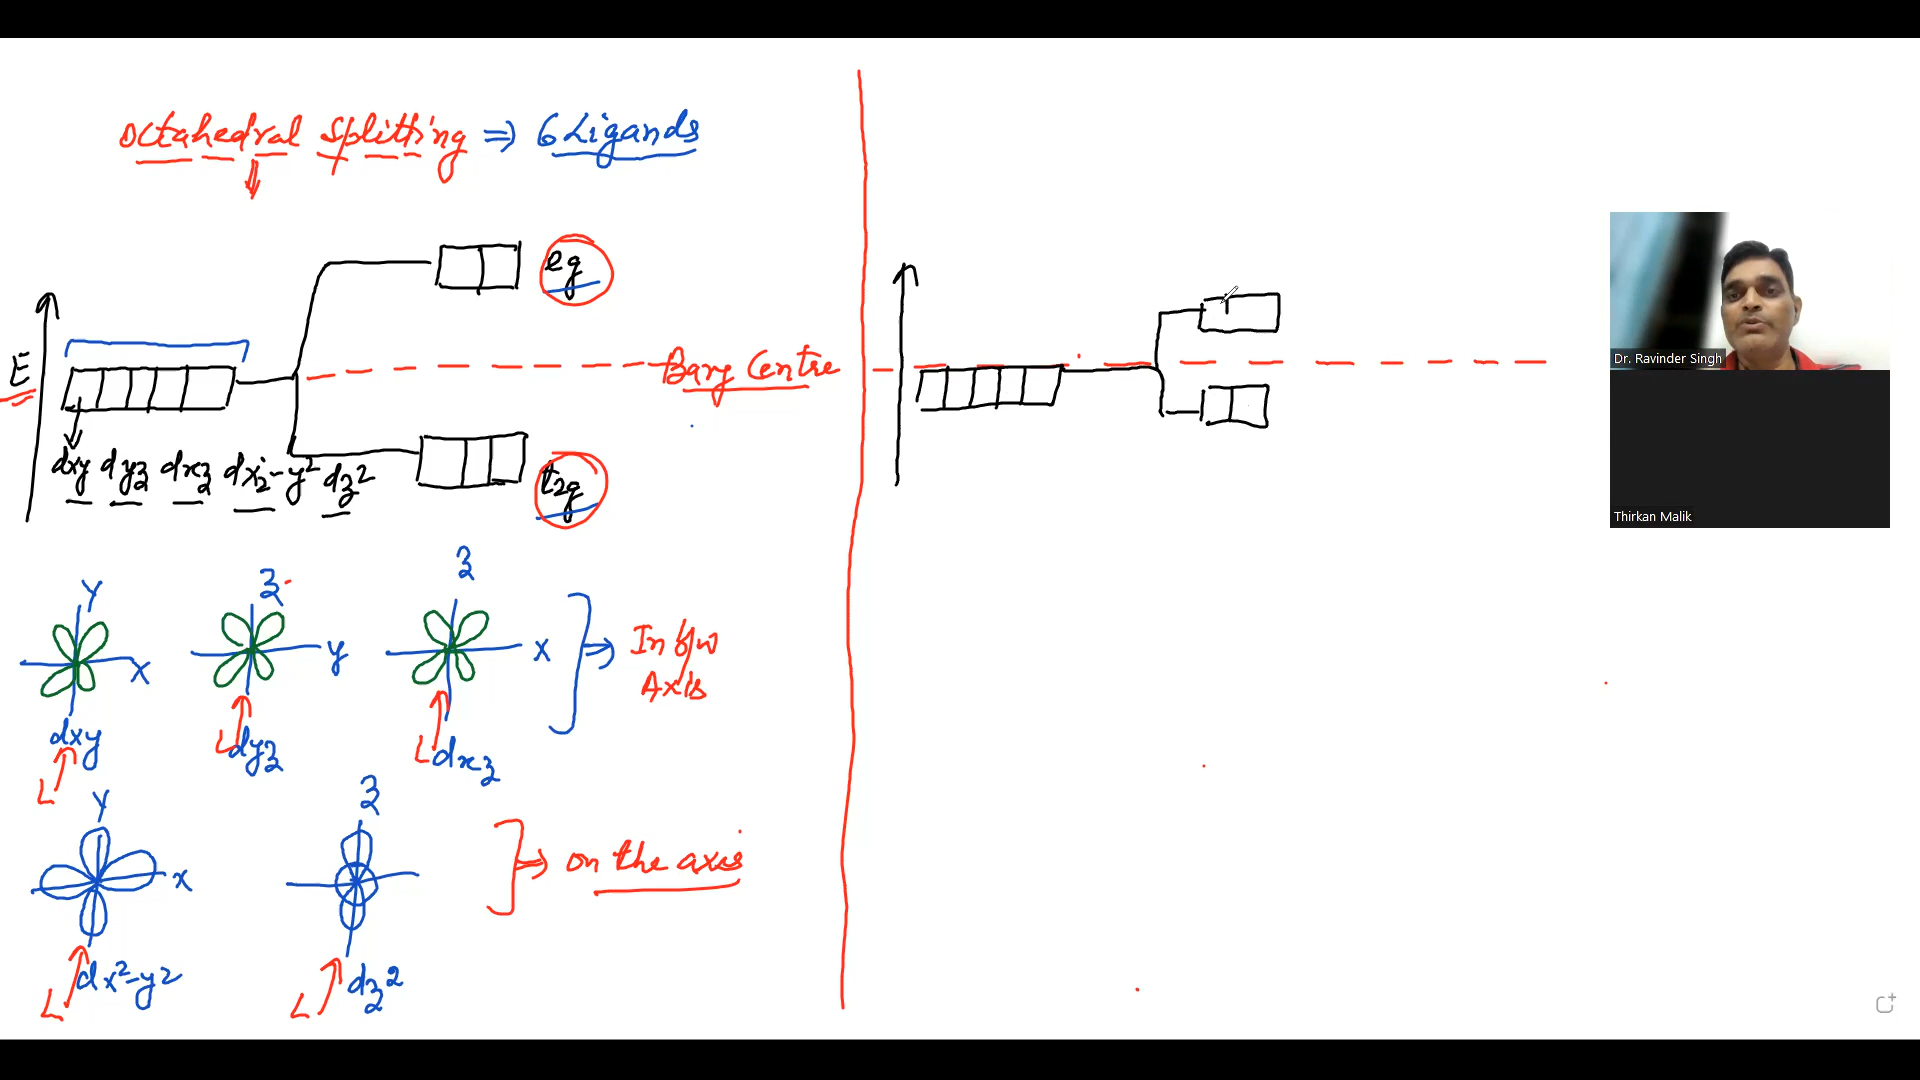 Octahedral Splitting ⇒ 6 Ligands
eg
E
Bary Centre
t2g
dxy dyz dxz dx²-y² dz²
Y
X
dxy
L
z
y
dyz
L
z
X
dxz
L
In b/w
Axis
Y
X
dx²-y²
L
z
dz²
L
on the axis
Dr. Ravinder Singh
Thirkan Malik